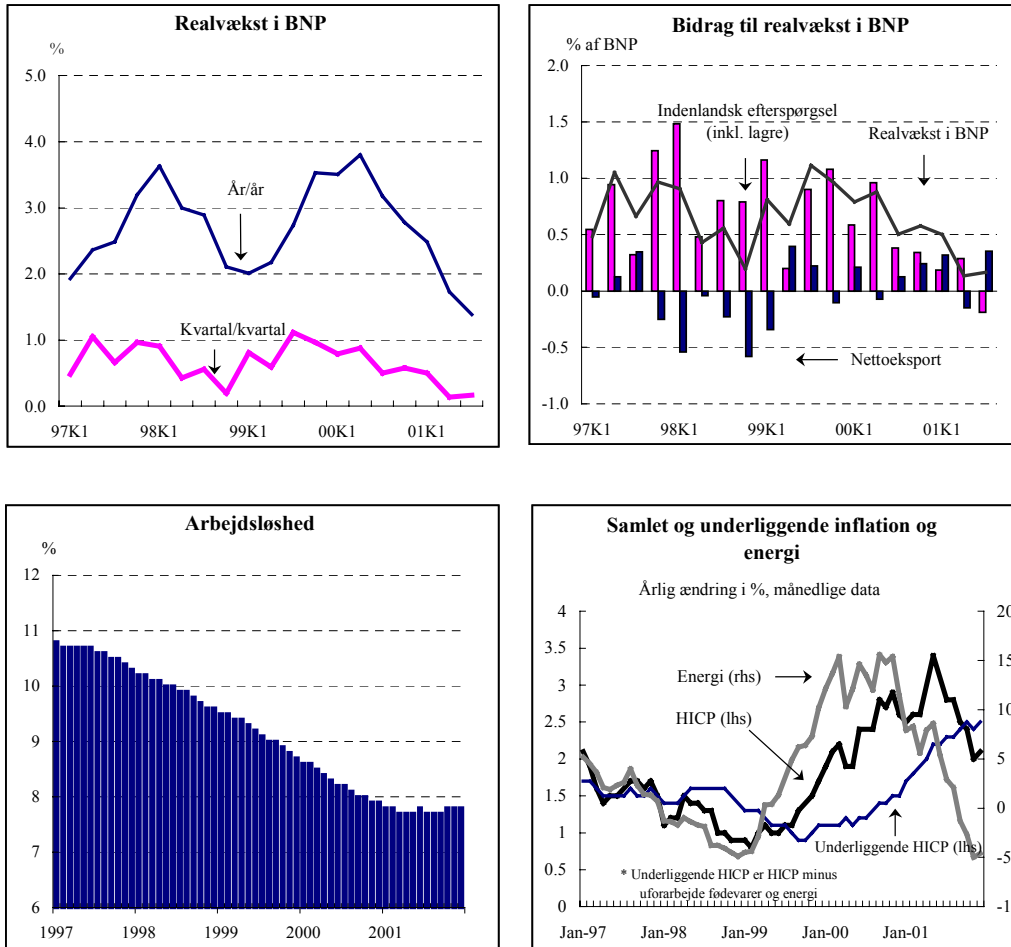 Realvækst i BNP
%
5.0
4.0
3.0
2.0
1.0
0.0
År/år
Kvartal/kvartal
97K1 98K1 99K1 00K1 01K1
Bidrag til realvækst i BNP
% af BNP
2.0
1.5
1.0
0.5
0.0
-0.5
-1.0
Indenlandsk efterspørgsel
(inkl. lagre)
Realvækst i BNP
Nettoeksport
97K1 98K1 99K1 00K1 01K1
Arbejdsløshed
%
12
11
10
9
8
7
6
1997 1998 1999 2000 2001
Samlet og underliggende inflation og
energi
Årlig ændring i %, månedlige data
4
3.5
3
2.5
2
1.5
1
0.5
0
20
15
10
5
0
-5
-1
Energi (rhs)
HICP (lhs)
Underliggende HICP (lhs)
* Underliggende HICP er HICP minus
uforarbejde fødevarer og energi
Jan-97 Jan-98 Jan-99 Jan-00 Jan-01